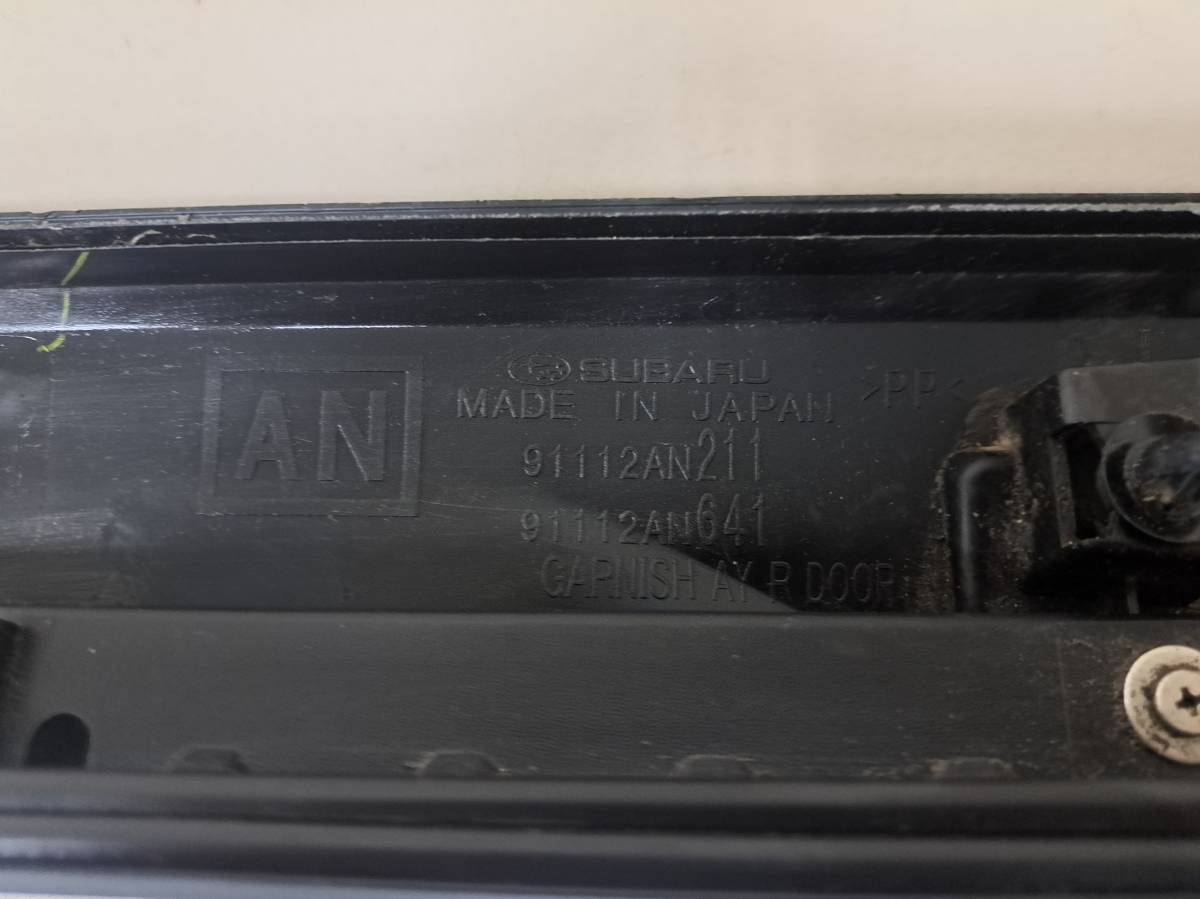 AN
SUBARU
MADE IN JAPAN >PP<
91112AN211
91112AN641
GARNISH AY R DOOR